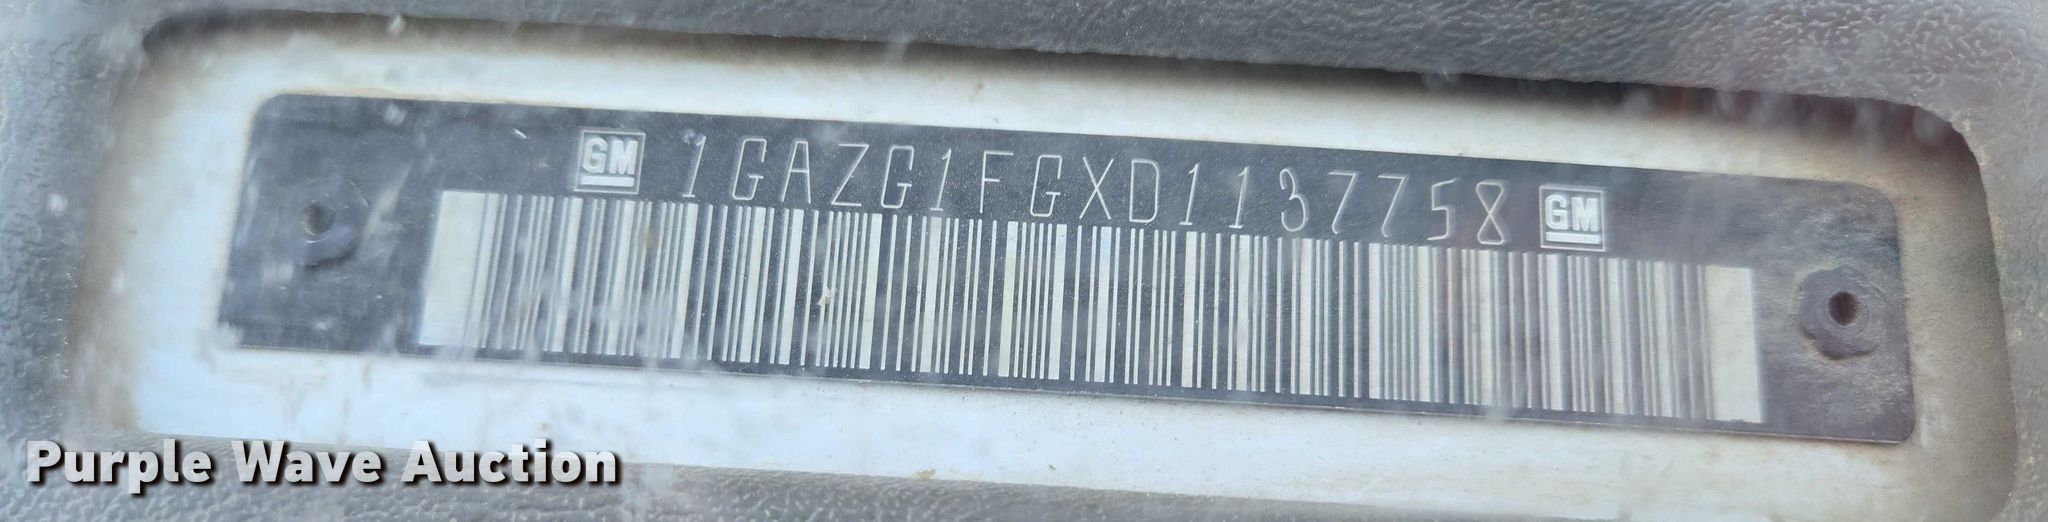 GM 1GAZG1FGXD1137758 GM
Purple Wave Auction